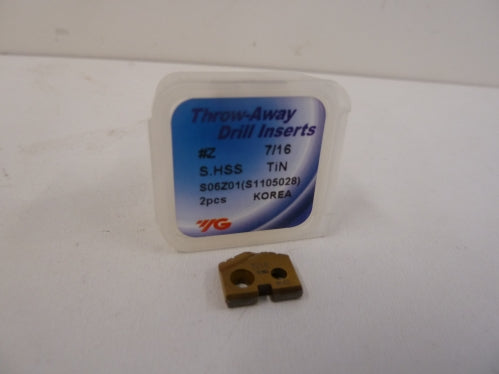 Throw-Away
Drill Inserts
#Z 7/16
S.HSS TiN
S06Z01(S1105028)
2pcs KOREA
YG